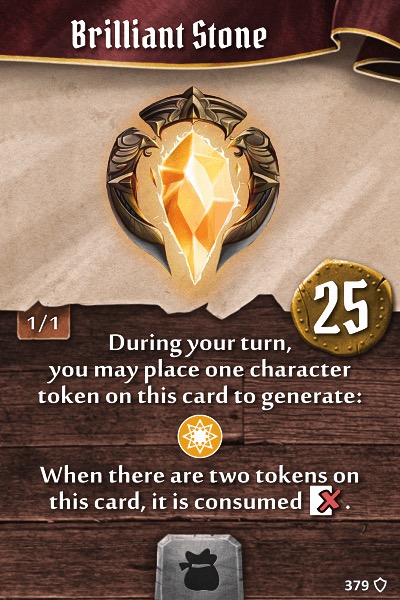 Brilliant Stone
25
1/1
During your turn,
you may place one character
token on this card to generate:
When there are two tokens on
this card, it is consumed .
379